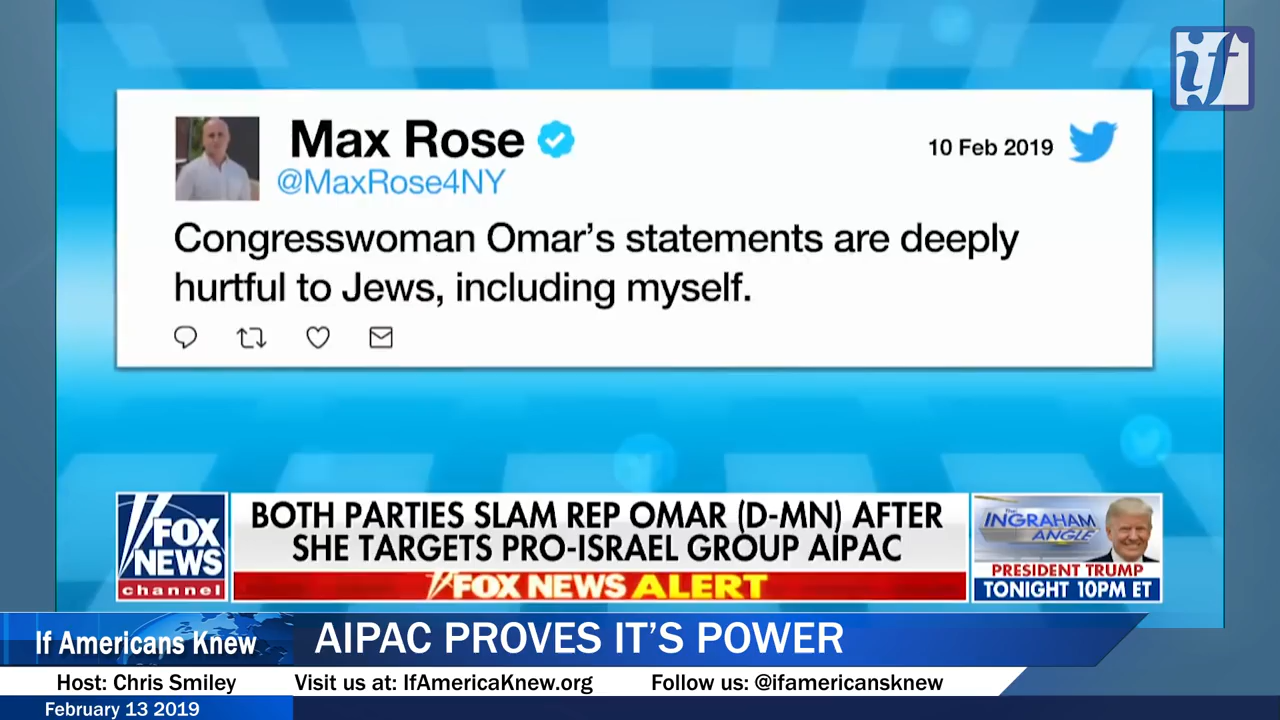 if
Max Rose
10 Feb 2019
@MaxRose4NY
Congresswoman Omar's statements are deeply
hurtful to Jews, including myself.
FOX
NEWS
channel
BOTH PARTIES SLAM REP OMAR (D-MN) AFTER
SHE TARGETS PRO-ISRAEL GROUP AIPAC
FOX NEWS ALERT
The
INGRAHAM
ANGLE
PRESIDENT TRUMP
TONIGHT 10PM ET
If Americans Knew
AIPAC PROVES IT'S POWER
Host: Chris Smiley
Visit us at: IfAmericaKnew.org
Follow us: @ifamericansknew
February 13 2019